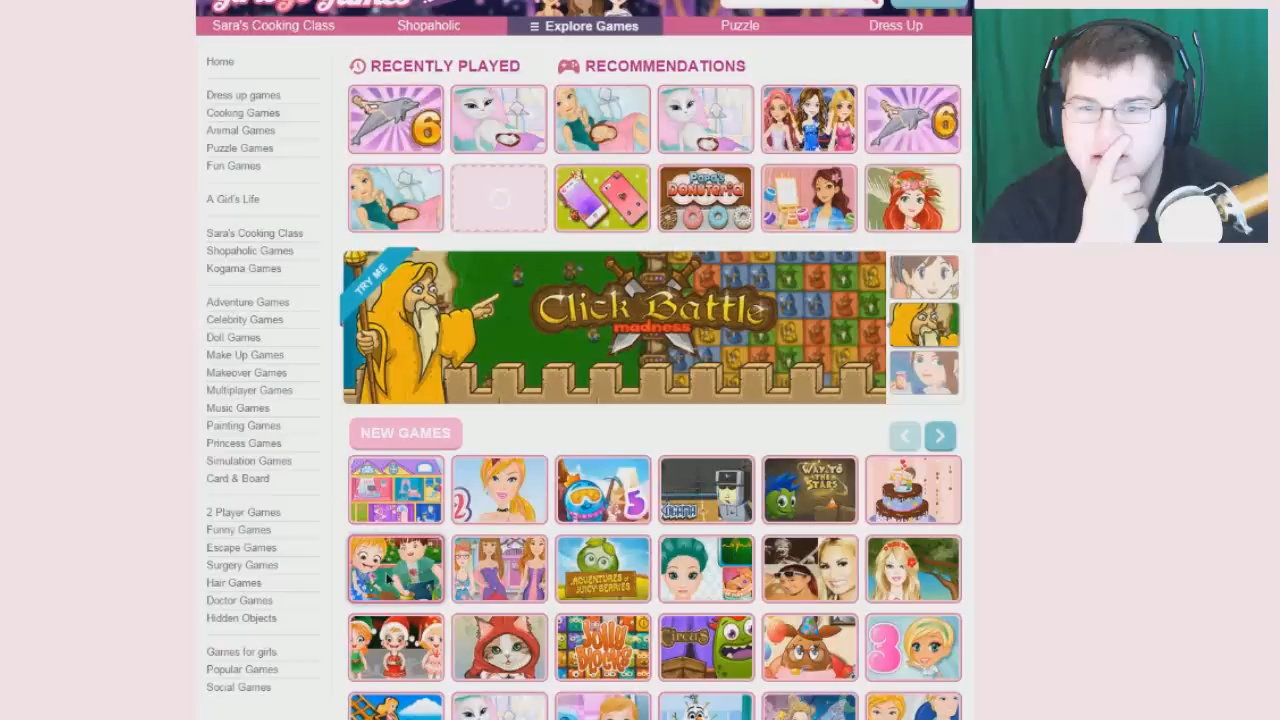 Sara's Cooking Class
Shopaholic
Explore Games
Puzzle
Dress Up
Home
Dress up games
Cooking Games
Animal Games
Puzzle Games
Fun Games
A Girl's Life
Sara's Cooking Class
Shopaholic Games
Kogama Games
Adventure Games
Celebrity Games
Doll Games
Make Up Games
Makeover Games
Multiplayer Games
Music Games
Painting Games
Princess Games
Simulation Games
Card & Board
2 Player Games
Funny Games
Escape Games
Surgery Games
Hair Games
Doctor Games
Hidden Objects
Games for girls
Popular Games
Social Games
RECENTLY PLAYED
RECOMMENDATIONS
6
6
Papa's
DONUTERIA
TRY ME
Click Battle
madness
NEW GAMES
2
5
KOGAMA
WAY TO
THE
STARS
ADVENTURES OF
JUICY BERRIES
JOLLY
BLOCKS
CIRCUS
3